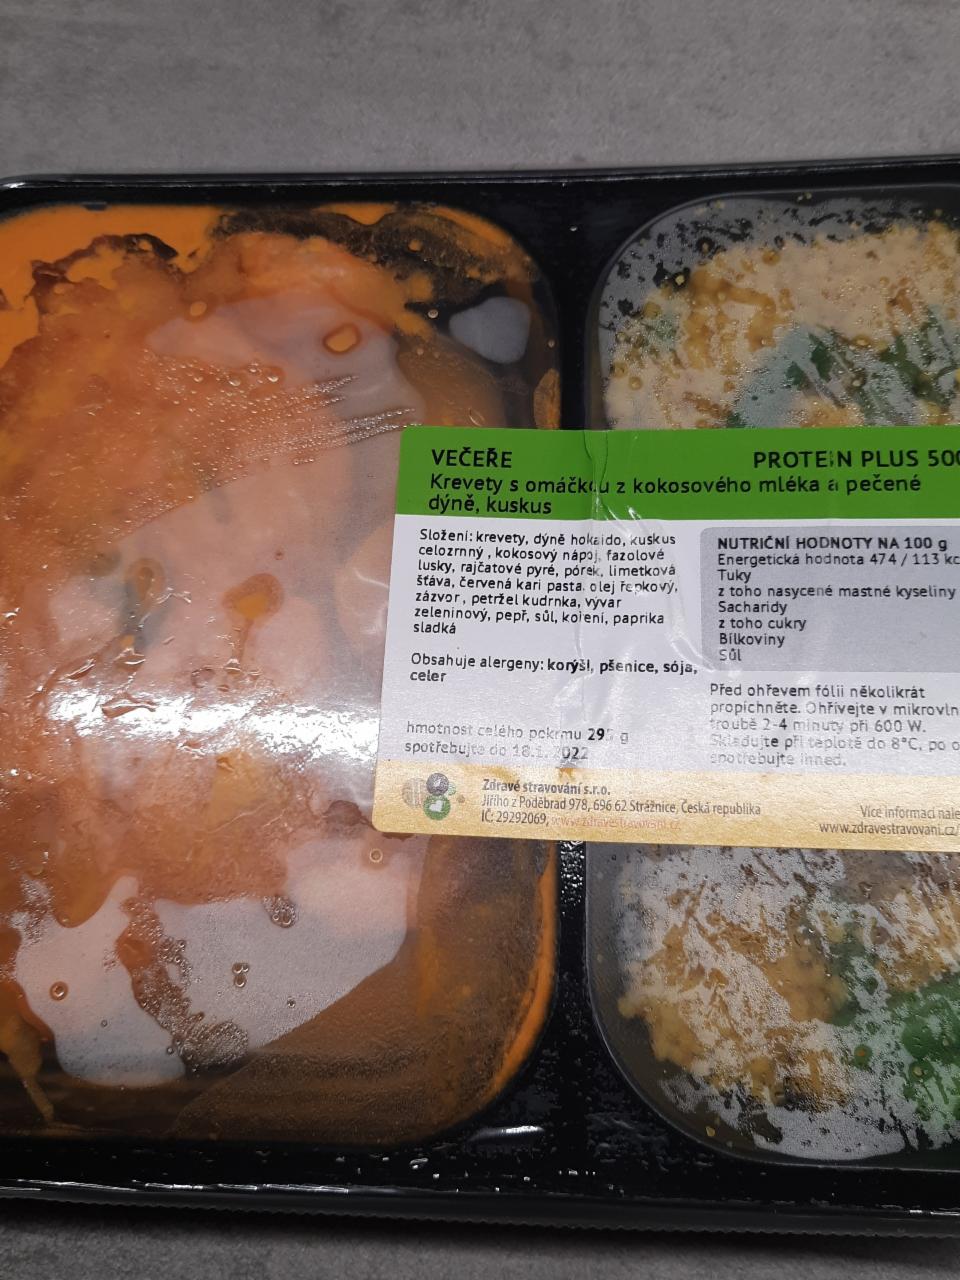 VEČEŘE
PROTEIN PLUS 500
Krevety s omáčkou z kokosového mléka a pečené
dýně, kuskus
Složení: krevety, dýně hokaido, kuskus
celozrnný , kokosový nápoj, fazolové
lusky, rajčatové pyré, pórek, limetková
šťáva, červená kari pasta, olej řepkový,
zázvor , petržel kudrnka, vývar
zeleninový, pepř, sůl, koření, paprika
sladká
Obsahuje alergeny: korýši, pšenice, sója,
celer
hmotnost celého pokrmu 295 g
spotřebujte do 18.1. 2022
NUTRIČNÍ HODNOTY NA 100 g
Energetická hodnota 474 / 113 kc
Tuky
z toho nasycené mastné kyseliny
Sacharidy
z toho cukry
Bílkoviny
Sůl
Před ohřevem fólii několikrát
propíchněte. Ohřívejte v mikrovln
troubě 2-4 minuty při 600 W.
Skladujte při teplotě do 8°C, po o
spotřebujte ihned.
Zdravé stravování s.r.o.
Jiřího z Poděbrad 978, 696 62 Strážnice, Česká republika
IČ: 29292069, www.zdravestravovani.cz
Více informací nale
www.zdravestravovani.cz/